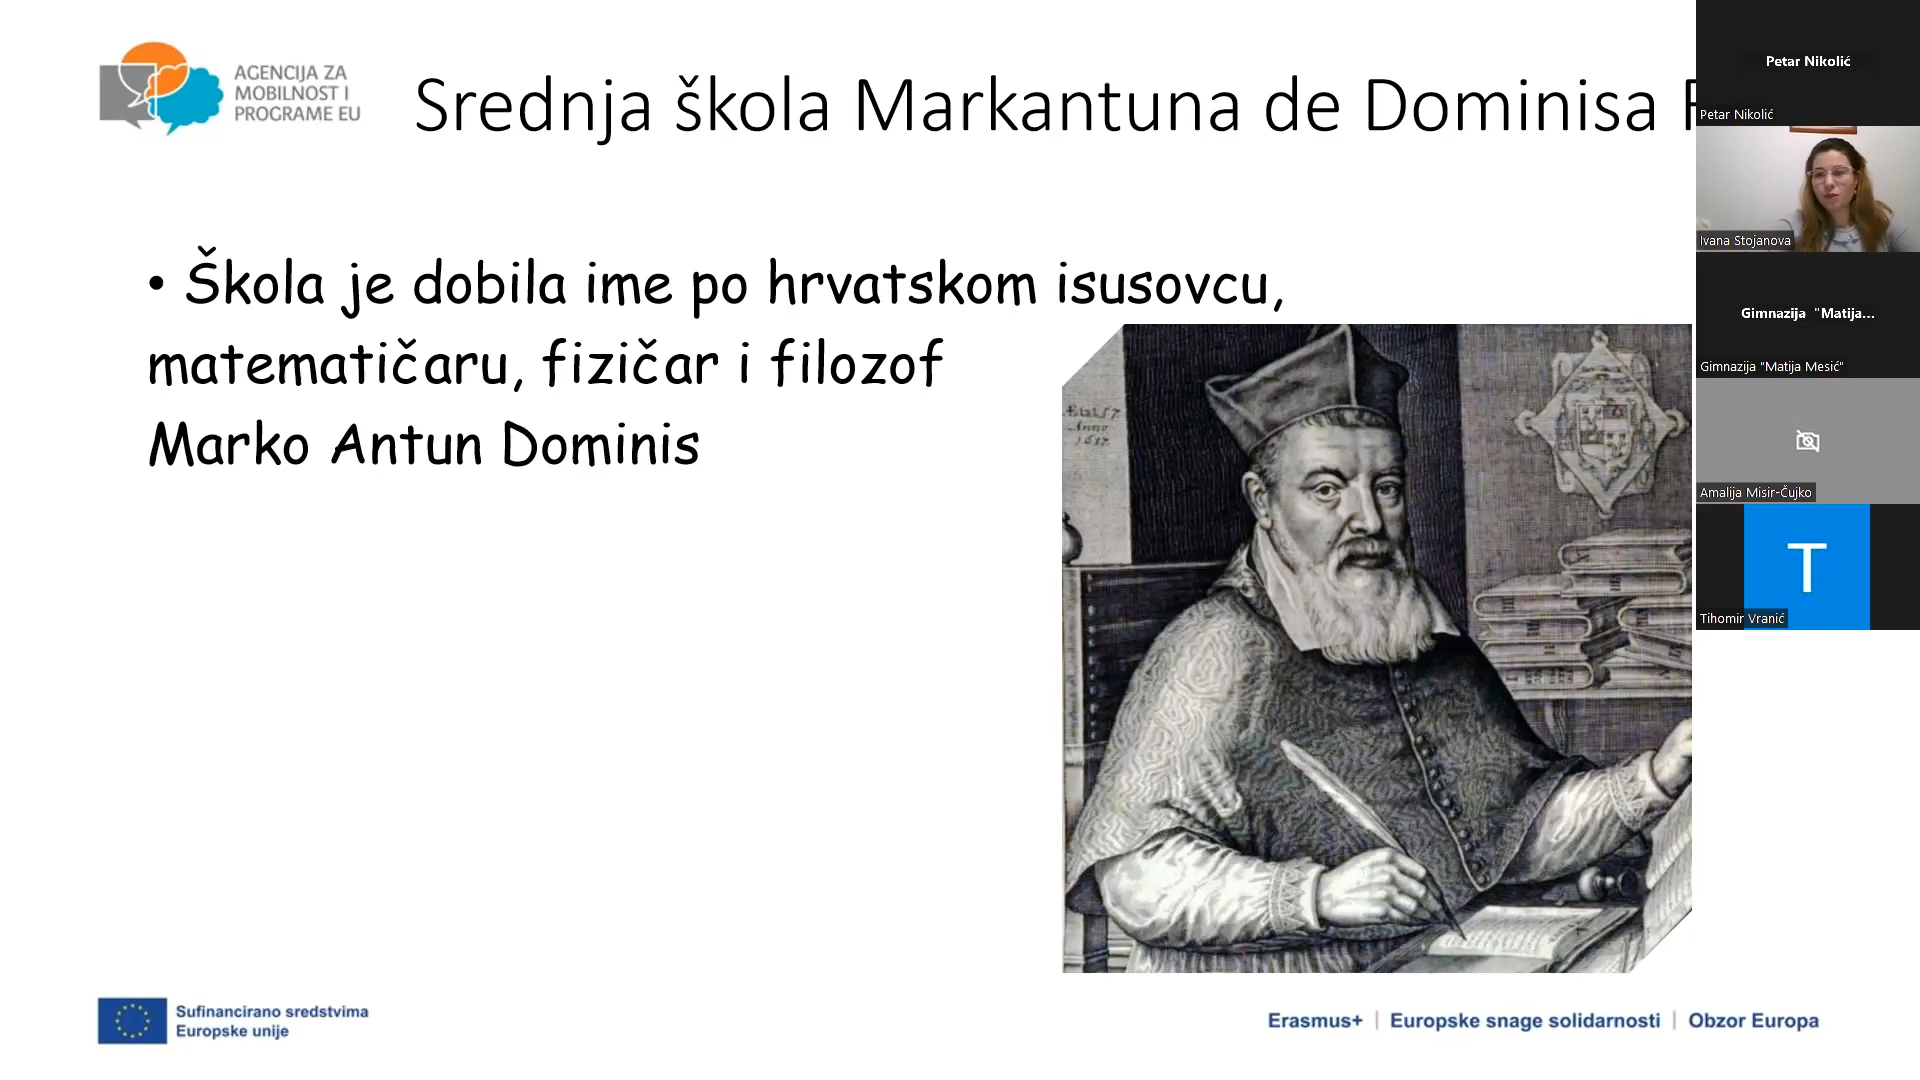 AGENCIJA ZA
MOBILNOST I
PROGRAME EU
Srednja škola Markantuna de Dominisa
• Škola je dobila ime po hrvatskom isusovcu,
matematičaru, fizičar i filozof
Marko Antun Dominis
Anno
1617
Sufinancirano sredstvima
Europske unije
Erasmus+ | Europske snage solidarnosti | Obzor Europa
Petar Nikolić
Petar Nikolić
Ivana Stojanova
Gimnazija "Matija...
Gimnazija "Matija Mesić"
Amalija Misir-Čujko
T
Tihomir Vranić